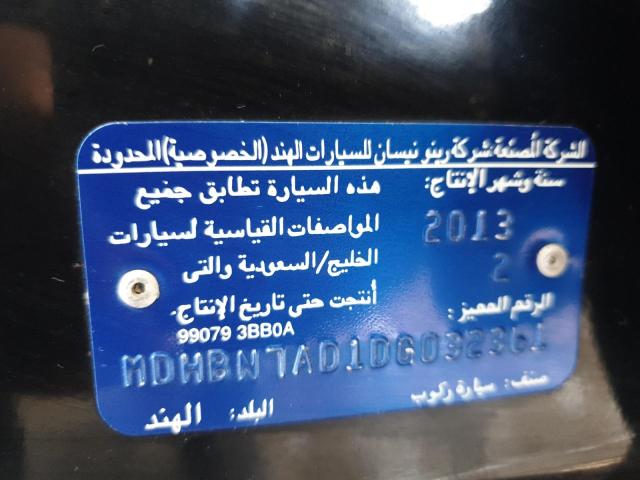 الشركة المصنعة: شركة رينو نيسان للسيارات الهند (الخصوصية) المحدودة
سنة وشهر الإنتاج:
2013
2
هذه السيارة تطابق جميع
المواصفات القياسية لسيارات
الخليج/السعودية والتى
أنتجت حتى تاريخ الإنتاج.
99079 3BB0A
الرقم المميز:
MDHBN7AD1DG032361
صنف: سيارة ركوب
البلد: الهند